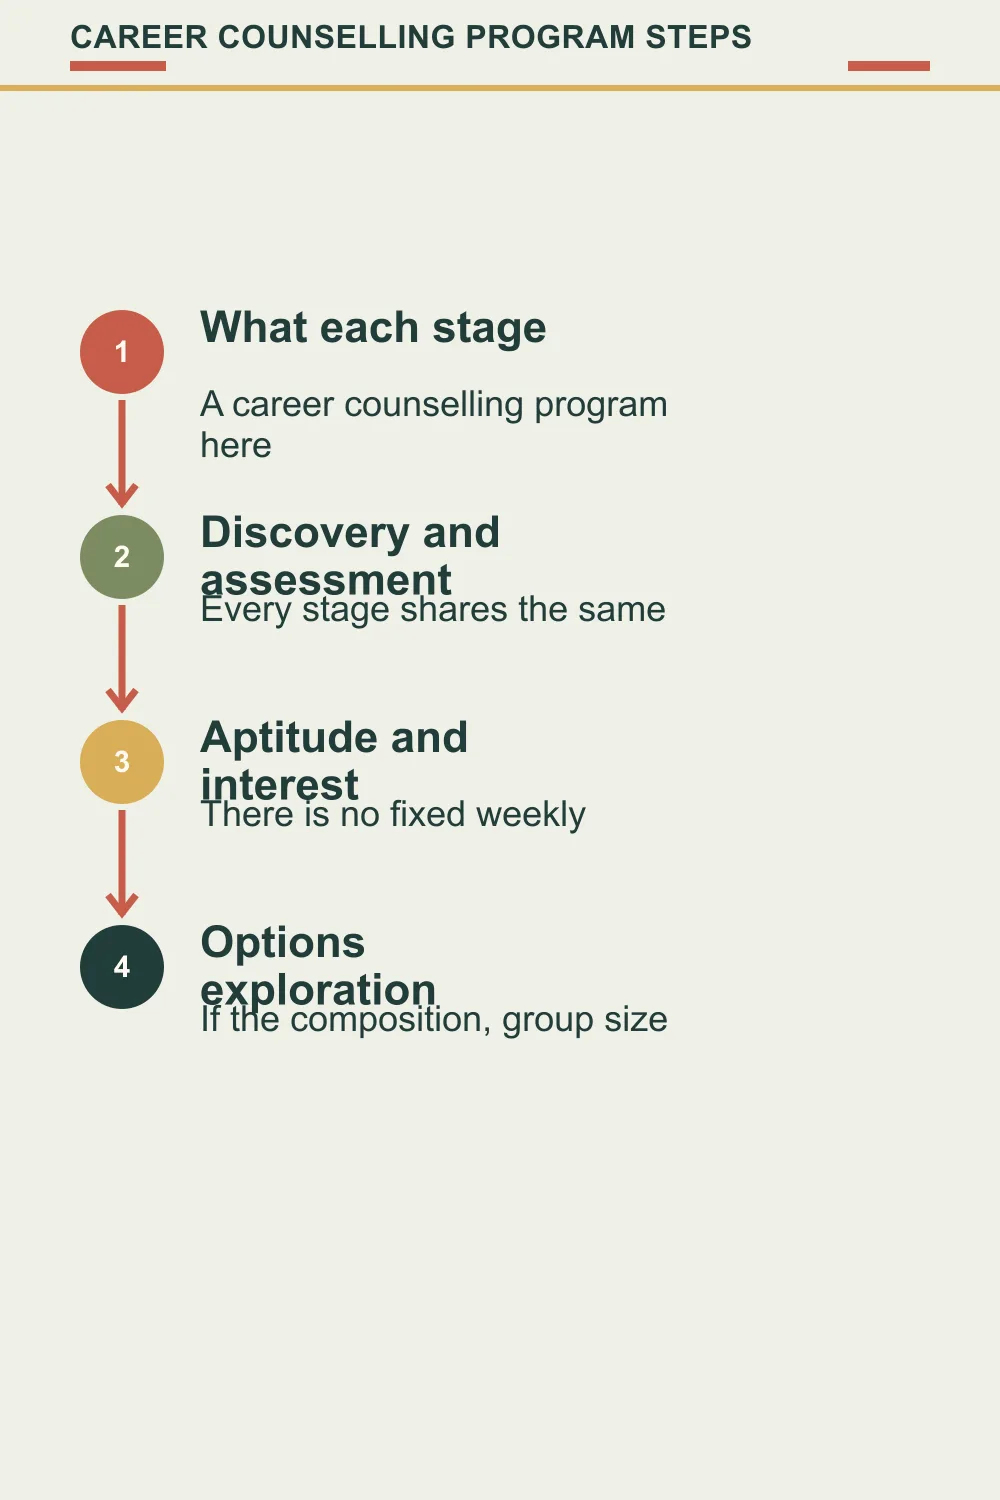 CAREER COUNSELLING PROGRAM STEPS
1
What each stage
A career counselling program
here
2
Discovery and
assessment
Every stage shares the same
3
Aptitude and
interest
There is no fixed weekly
4
Options
exploration
If the composition, group size